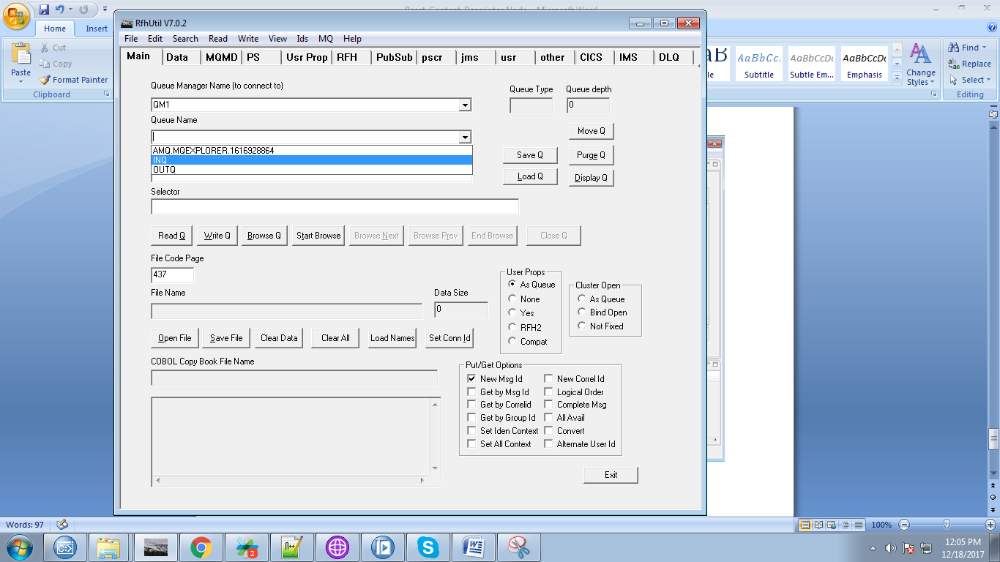 Reset Content Descriptor Node - Microsoft Word
RfhUtil V7.0.2
File Edit Search Read Write View Ids MQ Help
Main Data MQMD PS Usr Prop RFH PubSub pscr jms usr other CICS IMS DLQ
Home Insert
Paste
Cut
Copy
Format Painter
Clipboard
Subtitle Subtle Em... Emphasis
Change Styles
Find
Replace
Select
Editing
Queue Manager Name (to connect to)
QM1
Queue Type Queue depth
0
Queue Name
AMQ.MQEXPLORER.1616928864
INQ
OUTQ
Move Q
Save Q Purge Q
Load Q Display Q
Selector
Read Q Write Q Browse Q Start Browse Browse Next Browse Prev End Browse Close Q
File Code Page
437
File Name
Data Size
0
Open File Save File Clear Data Clear All Load Names Set Conn Id
User Props
As Queue
None
Yes
RFH2
Compat
Cluster Open
As Queue
Bind Open
Not Fixed
COBOL Copy Book File Name
Put/Get Options
New Msg Id New Correl Id
Get by Msg Id Logical Order
Get by Correlid Complete Msg
Get by Group Id All Avail
Set Iden Context Convert
Set All Context Alternate User Id
Exit
Words: 97
100%
2
12:05 PM
12/18/2017